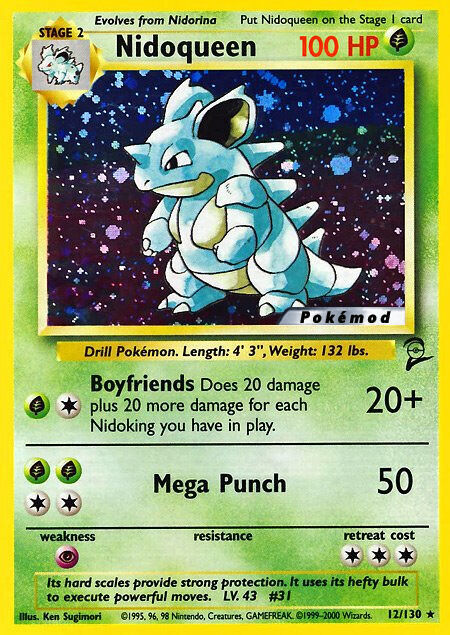 Evolves from Nidorina Put Nidoqueen on the Stage 1 card
STAGE 2
Nidoqueen 100 HP
Pokémod
Drill Pokémon. Length: 4' 3", Weight: 132 lbs.
Boyfriends Does 20 damage
plus 20 more damage for each
Nidoking you have in play.
20+
Mega Punch 50
weakness resistance retreat cost
Its hard scales provide strong protection. It uses its hefty bulk
to execute powerful moves. LV. 43 #31
Illus. Ken Sugimori ©1995, 96, 98 Nintendo, Creatures, GAMEFREAK. ©1999-2000 Wizards. 12/130 ★